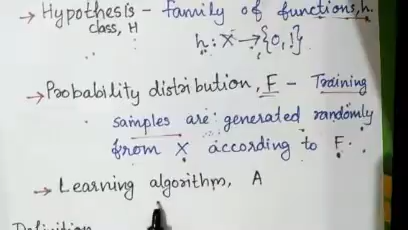 → Hypothesis - family of functions, h.
class, H h: X→{0,1}
→ Probability distribution, F - Training
samples are generated randomly
from X according to F.
→ Learning algorithm, A
Definition